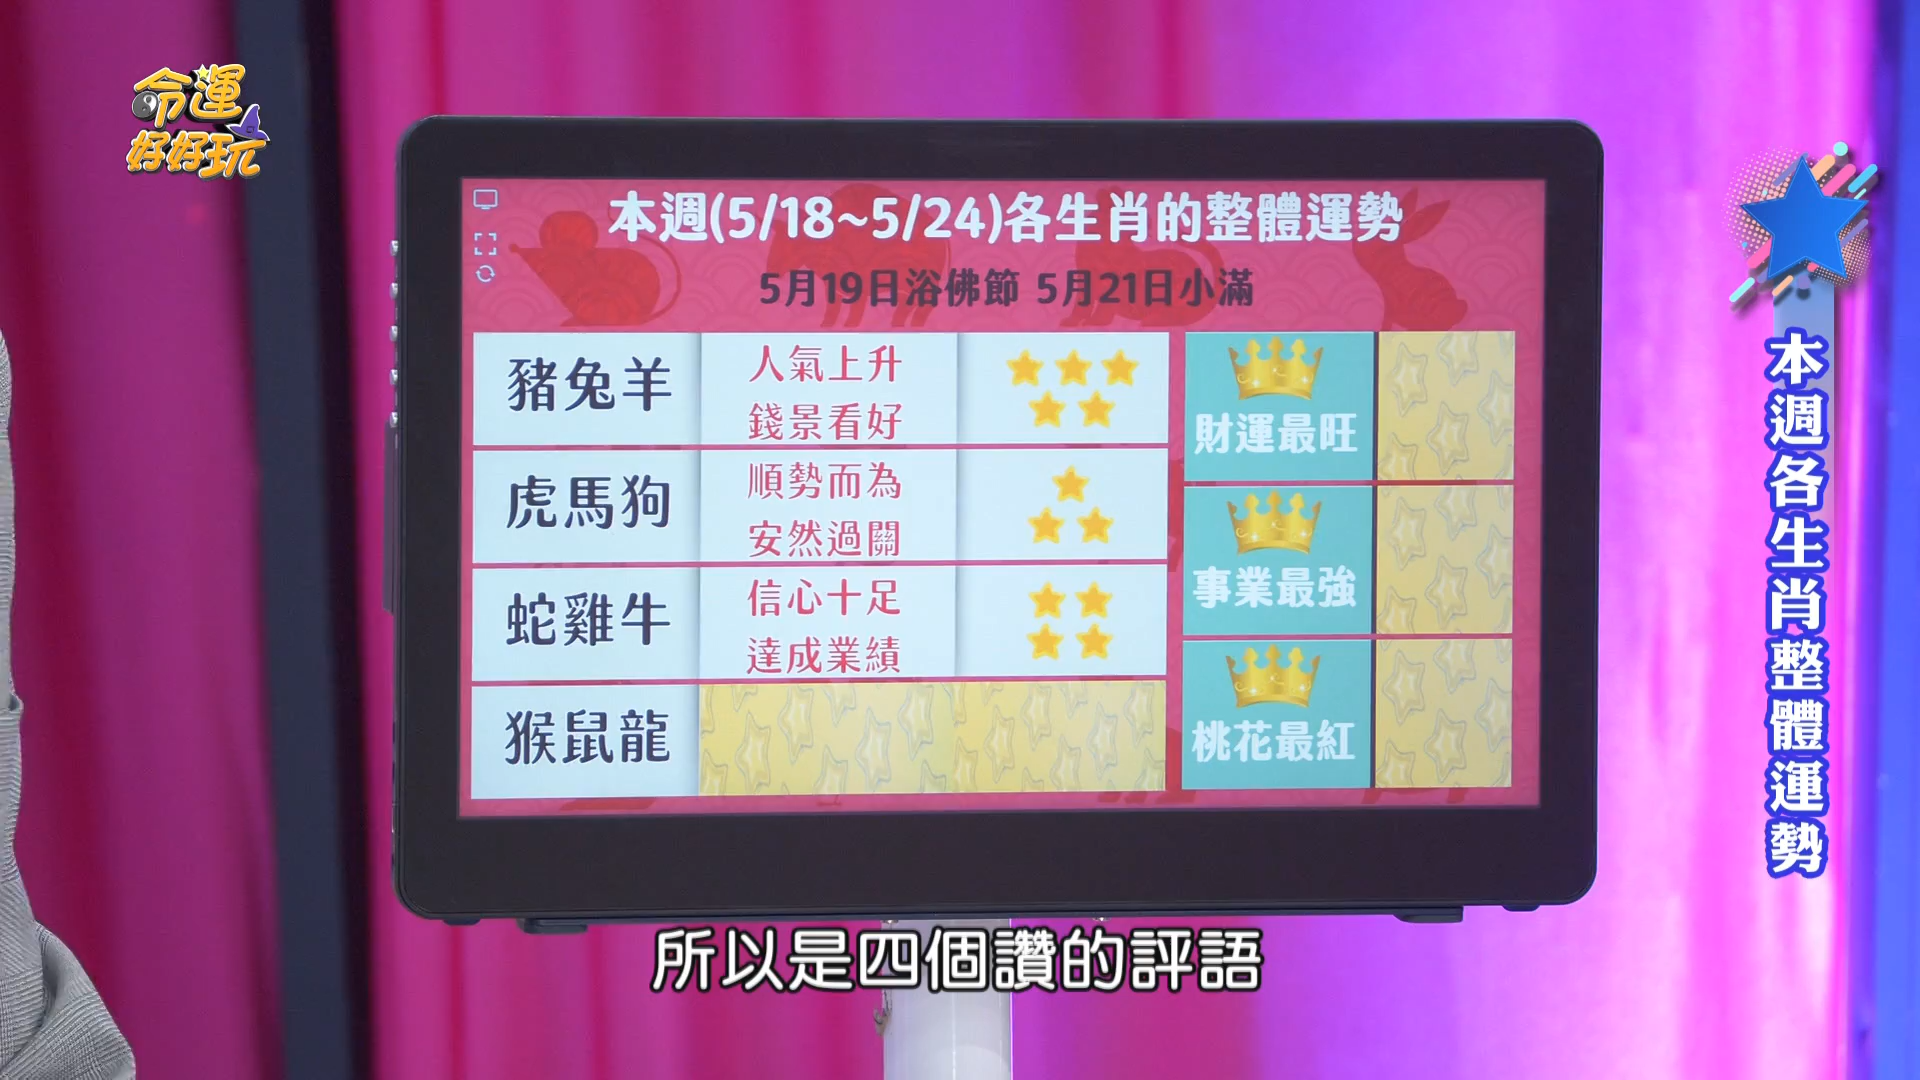 命運
好好玩
本週(5/18~5/24)各生肖的整體運勢
5月19日浴佛節 5月21日小滿
豬兔羊
人氣上升
錢景看好
虎馬狗
順勢而為
安然過關
蛇雞牛
信心十足
達成業績
猴鼠龍
財運最旺
事業最強
桃花最紅
本週各生肖整體運勢
所以是四個讚的評語